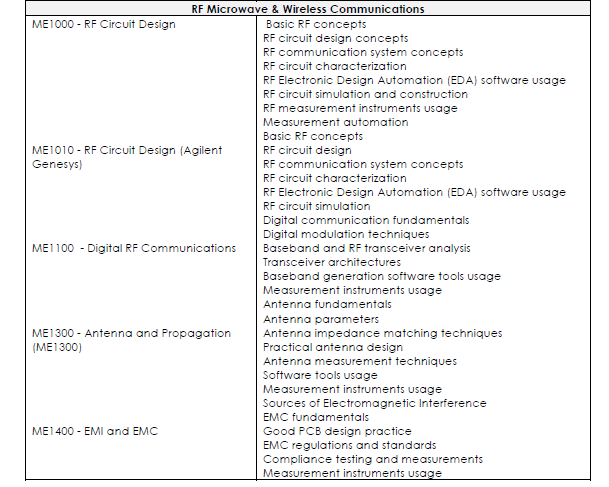 RF Microwave & Wireless Communications
ME1000 - RF Circuit Design
Basic RF concepts
RF circuit design concepts
RF communication system concepts
RF circuit characterization
RF Electronic Design Automation (EDA) software usage
RF circuit simulation and construction
RF measurement instruments usage
Measurement automation
Basic RF concepts
ME1010 - RF Circuit Design (Agilent
Genesys)
RF circuit design
RF communication system concepts
RF circuit characterization
RF Electronic Design Automation (EDA) software usage
RF circuit simulation
Digital communication fundamentals
Digital modulation techniques
ME1100 - Digital RF Communications
Baseband and RF transceiver analysis
Transceiver architectures
Baseband generation software tools usage
Measurement instruments usage
Antenna fundamentals
Antenna parameters
ME1300 - Antenna and Propagation
(ME1300)
Antenna impedance matching techniques
Practical antenna design
Antenna measurement techniques
Software tools usage
Measurement instruments usage
Sources of Electromagnetic Interference
EMC fundamentals
ME1400 - EMI and EMC
Good PCB design practice
EMC regulations and standards
Compliance testing and measurements
Measurement instruments usage